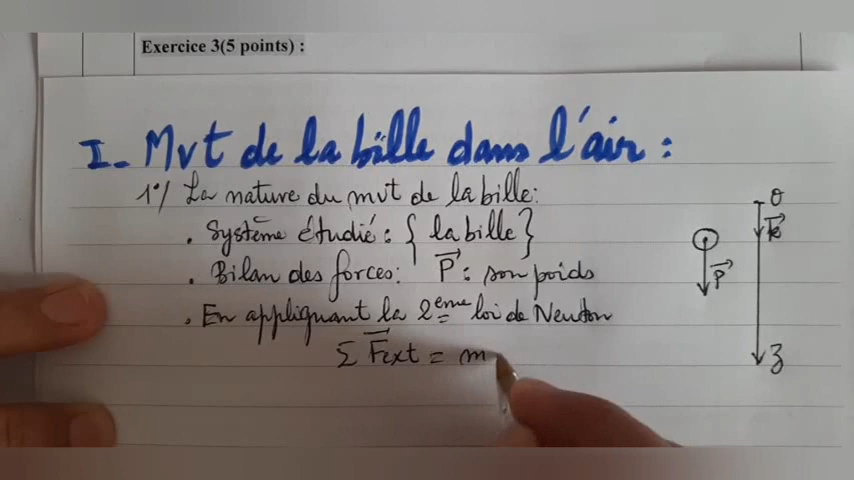 Exercice 3(5 points) :
I- Mvt de la bille dans l'air :
1°/ La nature du mvt de la bille:
. Système étudié : { la bille }
. Bilan des forces: P⃗ : son poids
. En appliquant la 2ème loi de Newton
Σ F⃗ext = m
O
k⃗
P⃗
z